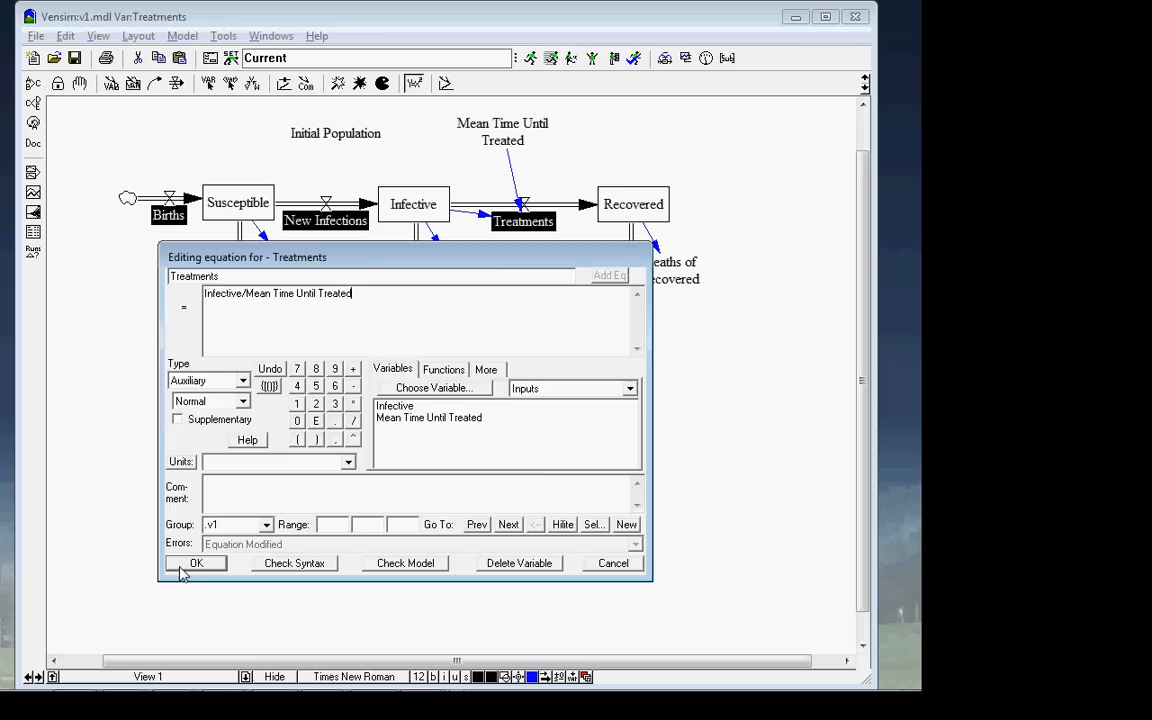 Vensim:v1.mdl Var:Treatments
File Edit View Layout Model Tools Windows Help
SET Current
VAR
Com
Doc
Runs
?
Initial Population
Mean Time Until
Treated
Susceptible
Infective
Recovered
Births
New Infections
Treatments
eaths of
ecovered
Editing equation for - Treatments
Treatments
Add Eq
=
Infective/Mean Time Until Treated
Type
Undo 7 8 9 +
Variables Functions More
Auxiliary
{[()]} 4 5 6 -
Choose Variable... Inputs
Normal
1 2 3 *
Infective
Supplementary
0 E . /
Mean Time Until Treated
Help
( ) , ^
Units:
Com-
ment:
Group: .v1 Range: Go To: Prev Next <- Hilite Sel... New
Errors: Equation Modified
OK Check Syntax Check Model Delete Variable Cancel
View 1 Hide Times New Roman 12 b i u s